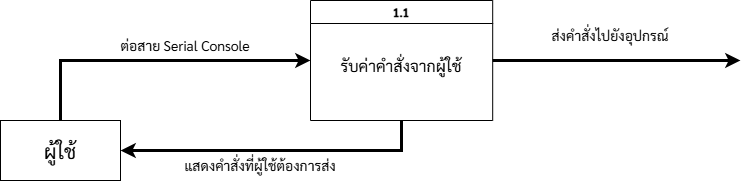 1.1
ต่อสาย Serial Console
รับค่าคำสั่งจากผู้ใช้
ส่งคำสั่งไปยังอุปกรณ์
ผู้ใช้
แสดงคำสั่งที่ผู้ใช้ต้องการส่ง